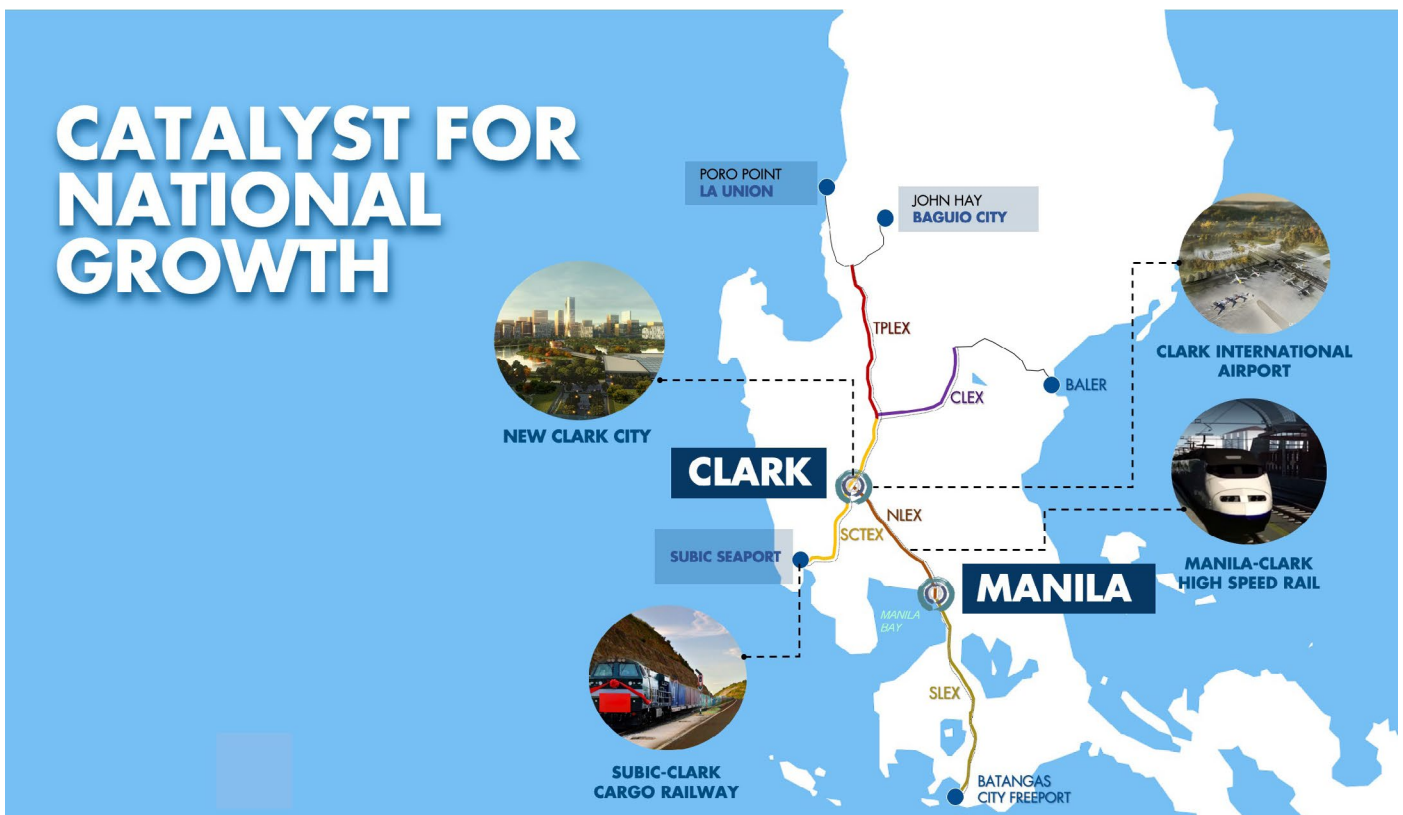 CATALYST FOR
NATIONAL
GROWTH
PORO POINT
LA UNION
JOHN HAY
BAGUIO CITY
TPLEX
CLEX
BALER
CLARK INTERNATIONAL
AIRPORT
NEW CLARK CITY
CLARK
NLEX
SCTEX
SUBIC SEAPORT
MANILA-CLARK
HIGH SPEED RAIL
MANILA
MANILA
BAY
SLEX
SUBIC-CLARK
CARGO RAILWAY
BATANGAS
CITY FREEPORT